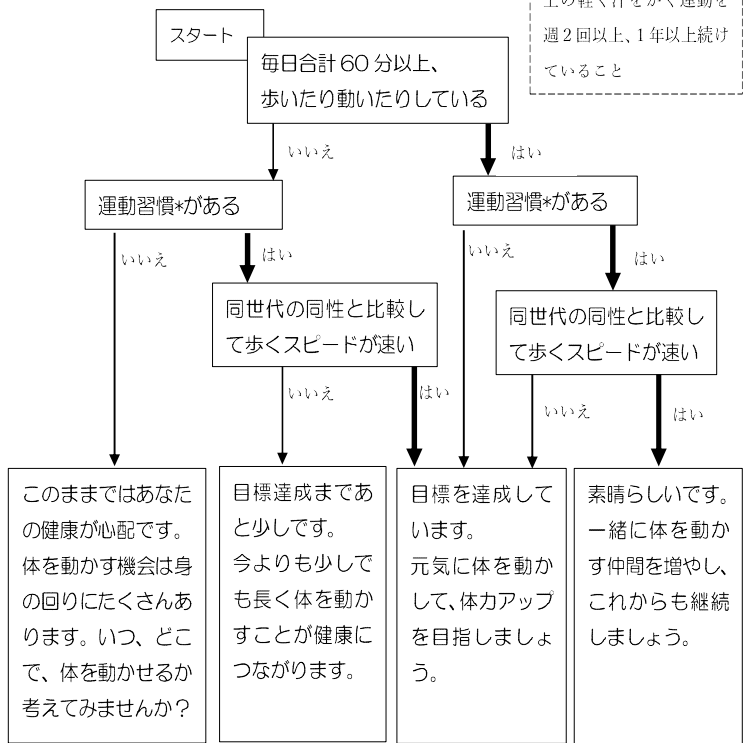 上の軽く汗をかく運動を
週2回以上、1年以上続け
ていること
スタート
毎日合計60分以上、
歩いたり動いたりしている
いいえ
はい
運動習慣*がある
運動習慣*がある
いいえ
はい
いいえ
はい
同世代の同性と比較し
て歩くスピードが速い
同世代の同性と比較し
て歩くスピードが速い
いいえ
はい
いいえ
はい
このままではあなた
の健康が心配です。
体を動かす機会は身
の回りにたくさんあ
ります。いつ、どこ
で、体を動かせるか
考えてみませんか？
目標達成まであ
と少しです。
今よりも少しで
も長く体を動か
すことが健康に
つながります。
目標を達成して
います。
元気に体を動か
して、体力アップ
を目指しましょ
う。
素晴らしいです。
一緒に体を動か
す仲間を増やし、
これからも継続
しましょう。